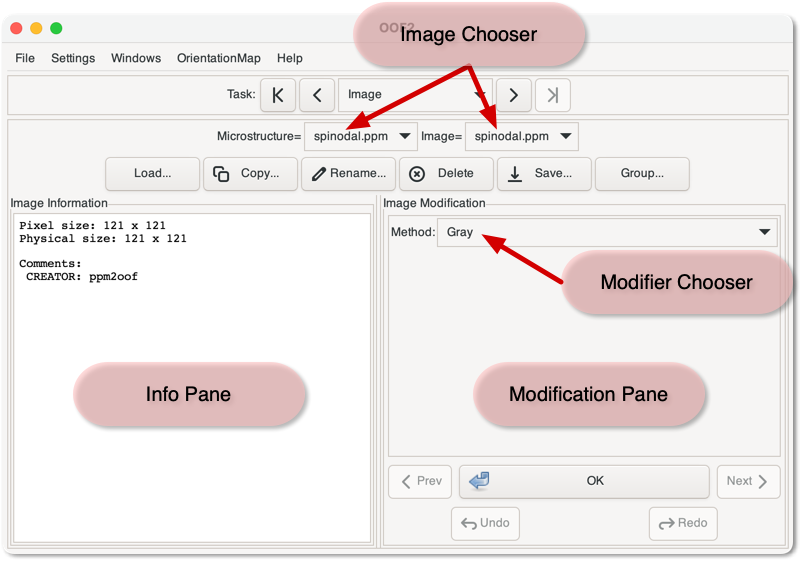 OOF2
Image Chooser
File Settings Windows OrientationMap Help
Task: Image
Microstructure= spinodal.ppm Image= spinodal.ppm
Load... Copy... Rename... Delete Save... Group...
Image Information
Pixel size: 121 x 121
Physical size: 121 x 121
Comments:
CREATOR: ppm2oof
Info Pane
Image Modification
Method: Gray
Modifier Chooser
Modification Pane
Prev OK Next
Undo Redo